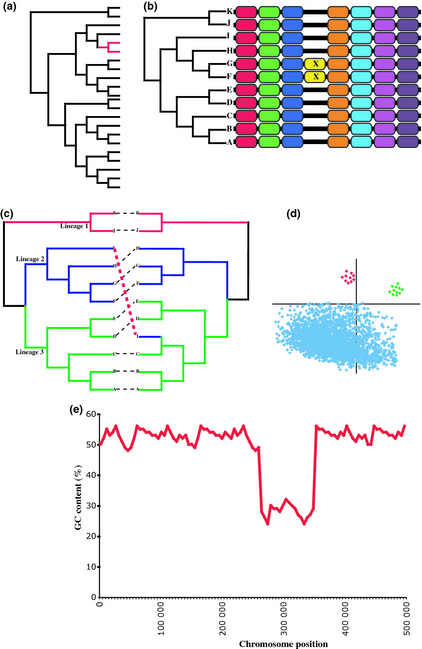 (a)
(b)
K
J
I
H
G
X
F
X
E
D
C
B
A
(c)
K K
Lineage 1
J J
Lineage 2
H
G
F
E
D
Lineage 3
C C
B B
A A
(d)
(e)
GC content (%)
60
50
40
30
20
10
0
0
100 000
200 000
300 000
400 000
500 000
Chromosome position